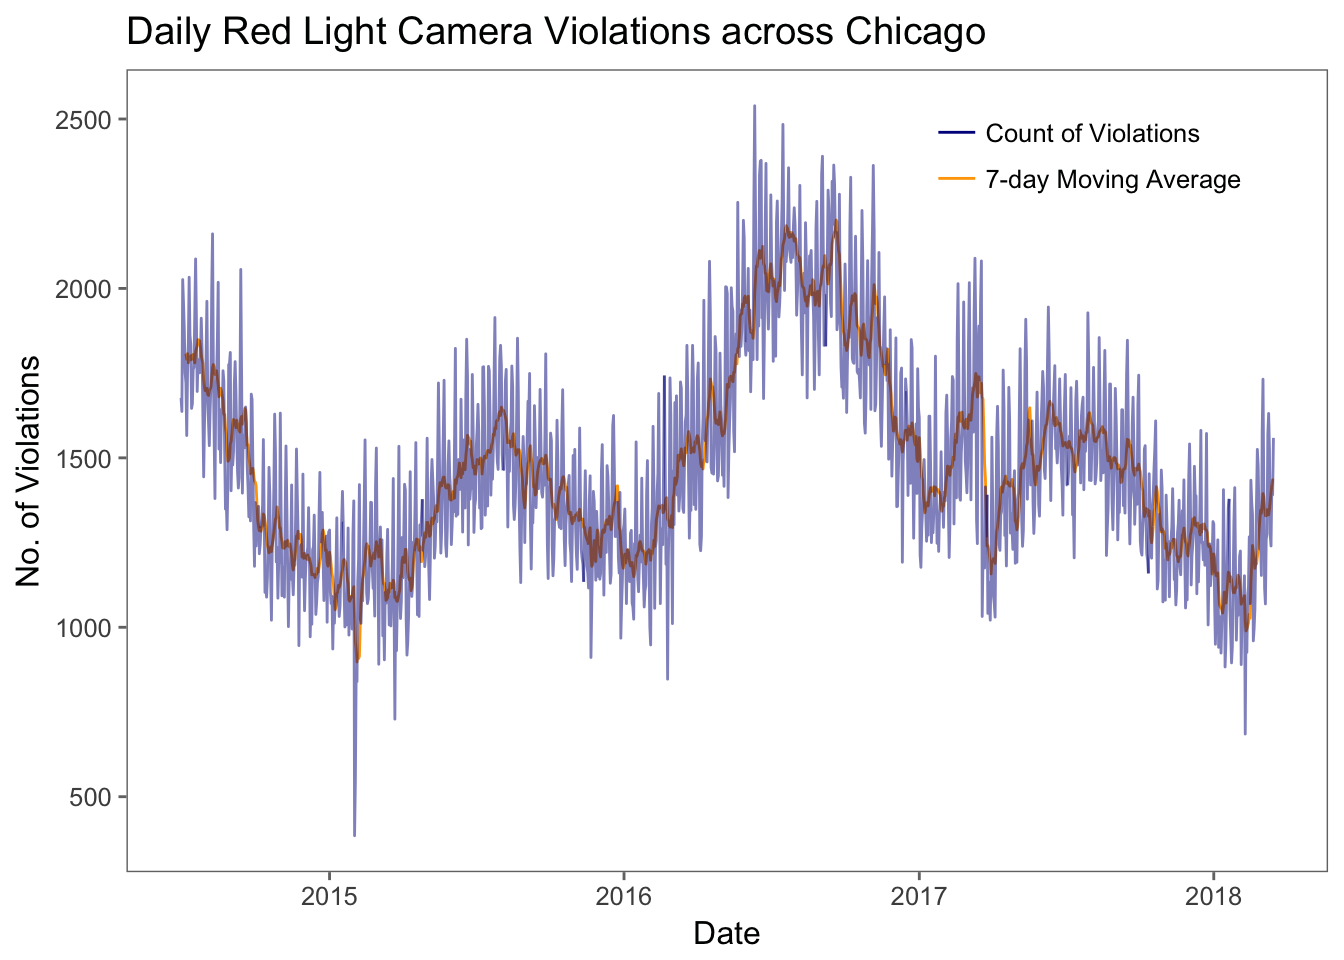 Daily Red Light Camera Violations across Chicago
Count of Violations
7-day Moving Average
No. of Violations
2500
2000
1500
1000
500
2015 2016 2017 2018
Date